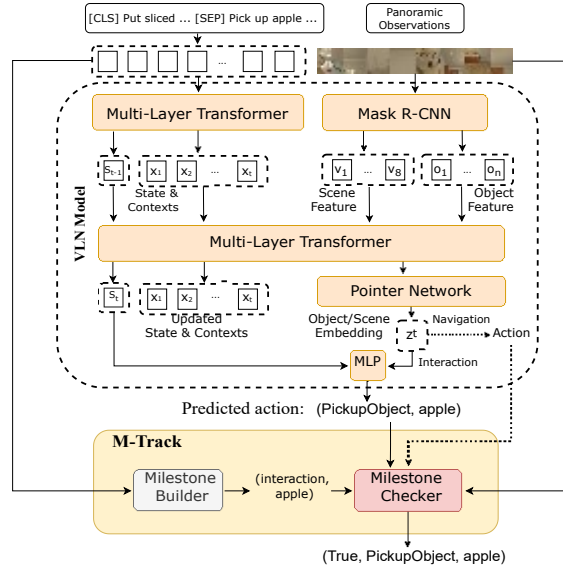 [CLS] Put sliced ... [SEP] Pick up apple ...
Panoramic
Observations
...
Multi-Layer Transformer
Mask R-CNN
S t-1
x1 x2 ... xt
v1 ... v8
o1 ... on
State &
Contexts
Scene
Feature
Object
Feature
VLN Model
Multi-Layer Transformer
St
x1 x2 ... xt
Updated
State & Contexts
Pointer Network
Object/Scene
Embedding
zt
Navigation
Action
Interaction
MLP
Predicted action: (PickupObject, apple)
M-Track
Milestone
Builder
(interaction,
apple)
Milestone
Checker
(True, PickupObject, apple)